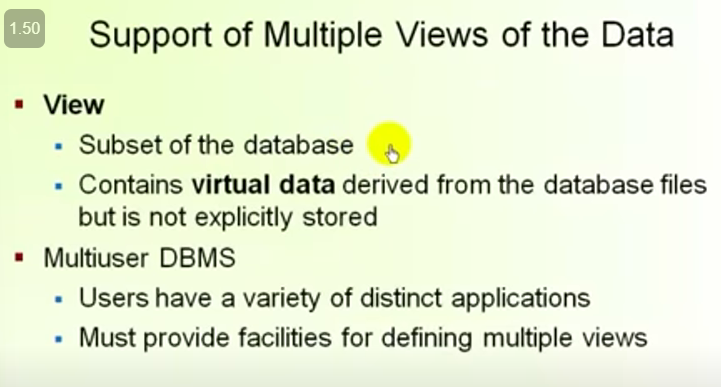 1.50
Support of Multiple Views of the Data
View
Subset of the database
Contains virtual data derived from the database files
but is not explicitly stored
Multiuser DBMS
Users have a variety of distinct applications
Must provide facilities for defining multiple views